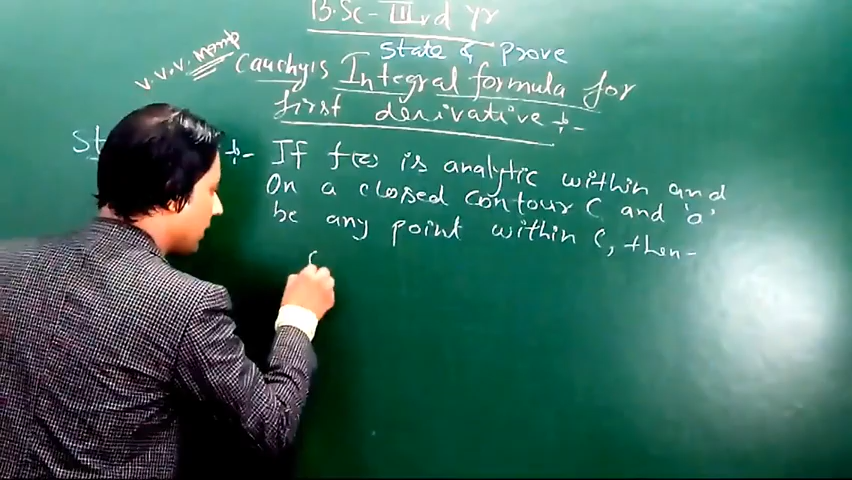 B.Sc - IIIrd yr
State & Prove
V.V.V. Kemp Cauchy's Integral formula for
first derivative :-
If f(z) is analytic within and
On a closed contour C and 'a'
be any point within C, then -